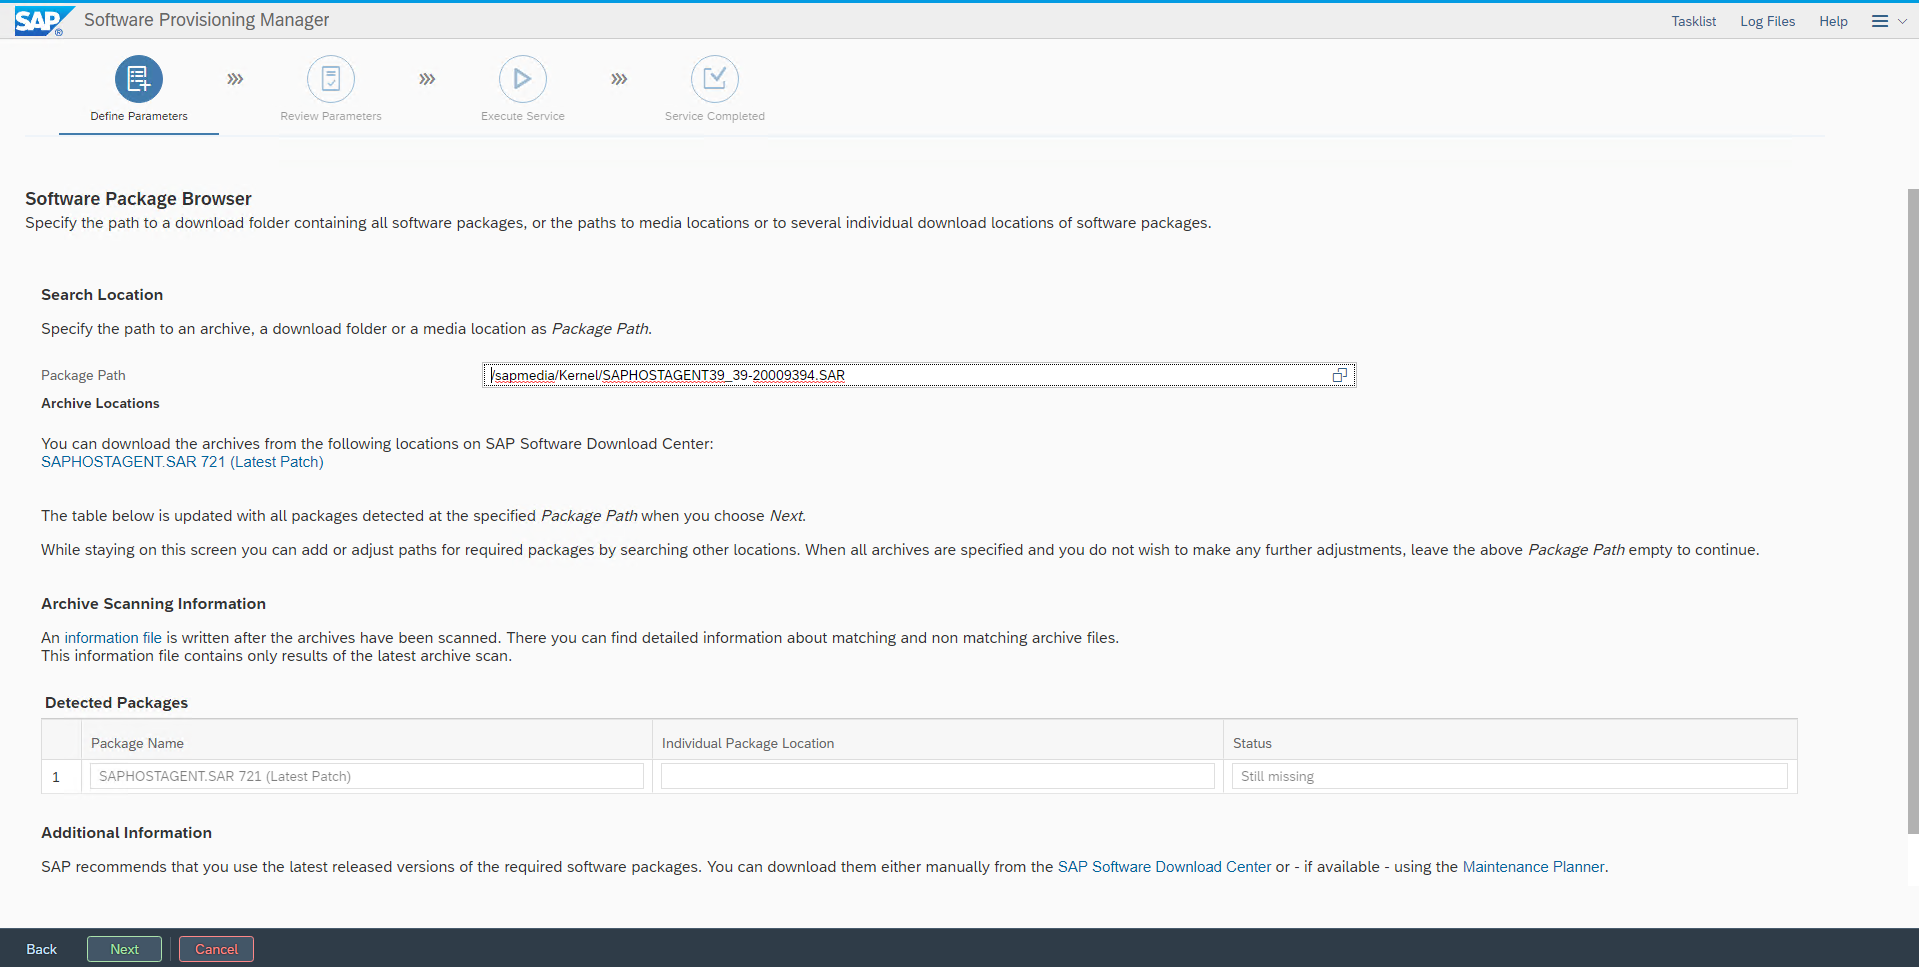 SAP ® Software Provisioning Manager
Tasklist Log Files Help
Define Parameters Review Parameters Execute Service Service Completed
Software Package Browser
Specify the path to a download folder containing all software packages, or the paths to media locations or to several individual download locations of software packages.
Search Location
Specify the path to an archive, a download folder or a media location as Package Path.
Package Path /sapmedia/Kernel/SAPHOSTAGENT39_39-20009394.SAR
Archive Locations
You can download the archives from the following locations on SAP Software Download Center:
SAPHOSTAGENT.SAR 721 (Latest Patch)
The table below is updated with all packages detected at the specified Package Path when you choose Next.
While staying on this screen you can add or adjust paths for required packages by searching other locations. When all archives are specified and you do not wish to make any further adjustments, leave the above Package Path empty to continue.
Archive Scanning Information
An information file is written after the archives have been scanned. There you can find detailed information about matching and non matching archive files.
This information file contains only results of the latest archive scan.
Detected Packages
Package Name Individual Package Location Status
1 SAPHOSTAGENT.SAR 721 (Latest Patch) Still missing
Additional Information
SAP recommends that you use the latest released versions of the required software packages. You can download them either manually from the SAP Software Download Center or - if available - using the Maintenance Planner.
Back Next Cancel